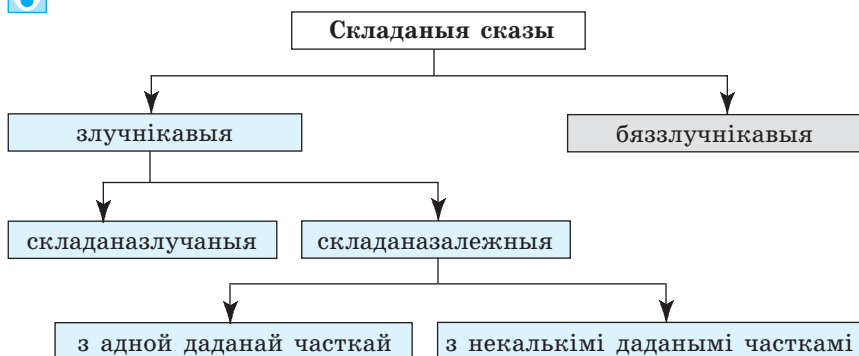 Складаныя сказы
злучнікавыя
бяззлучнікавыя
складаназлучаныя
складаназалежныя
з адной даданай часткай
з некалькімі даданымі часткамі